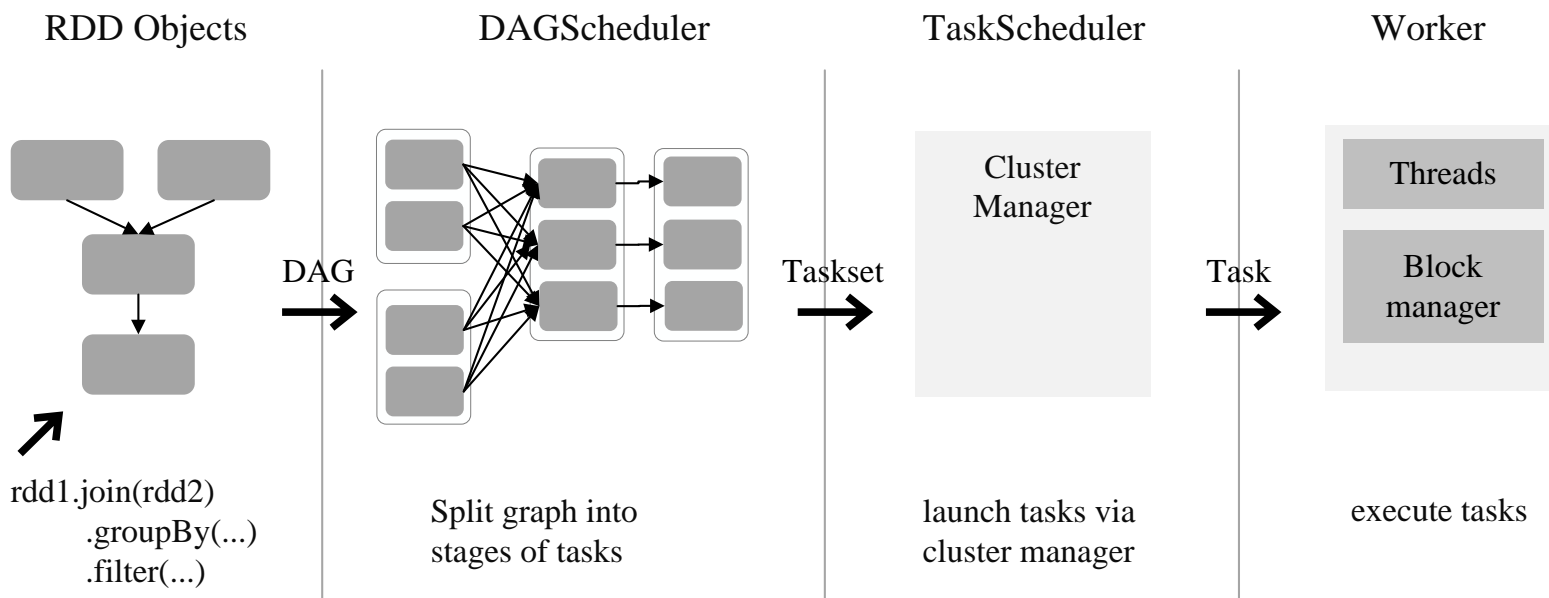 RDD Objects
DAGScheduler
TaskScheduler
Worker
DAG
Taskset
Cluster
Manager
Task
Threads
Block
manager
rdd1.join(rdd2)
.groupBy(...)
.filter(...)
Split graph into
stages of tasks
launch tasks via
cluster manager
execute tasks